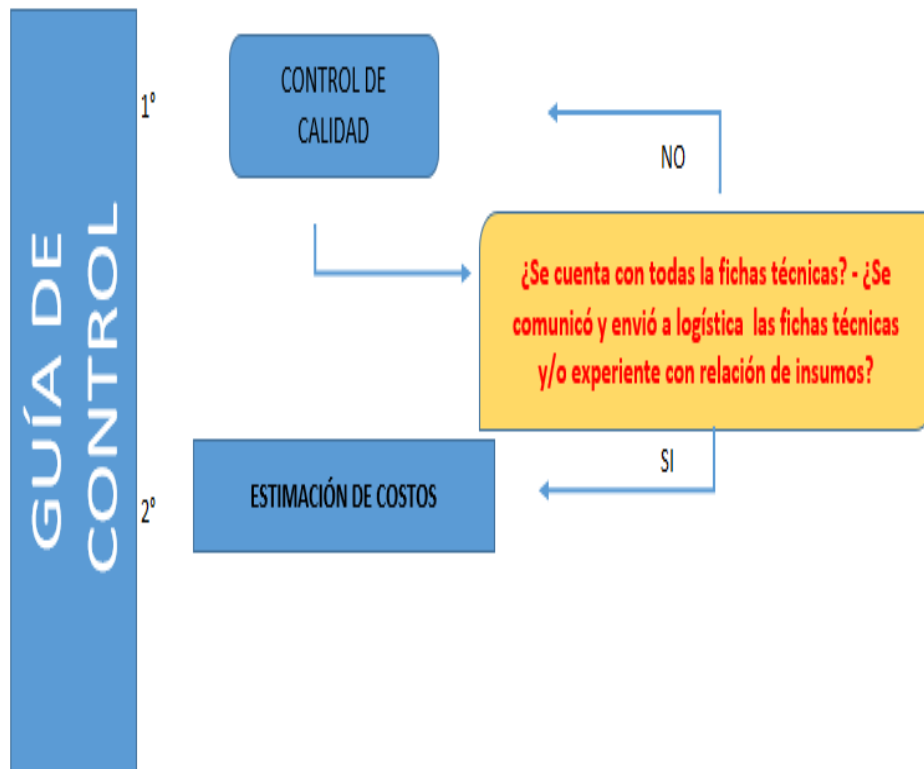 GUÍA DE
CONTROL
1°
CONTROL DE
CALIDAD
NO
¿Se cuenta con todas la fichas técnicas? - ¿Se
comunicó y envió a logística las fichas técnicas
y/o experiente con relación de insumos?
SI
2°
ESTIMACIÓN DE COSTOS